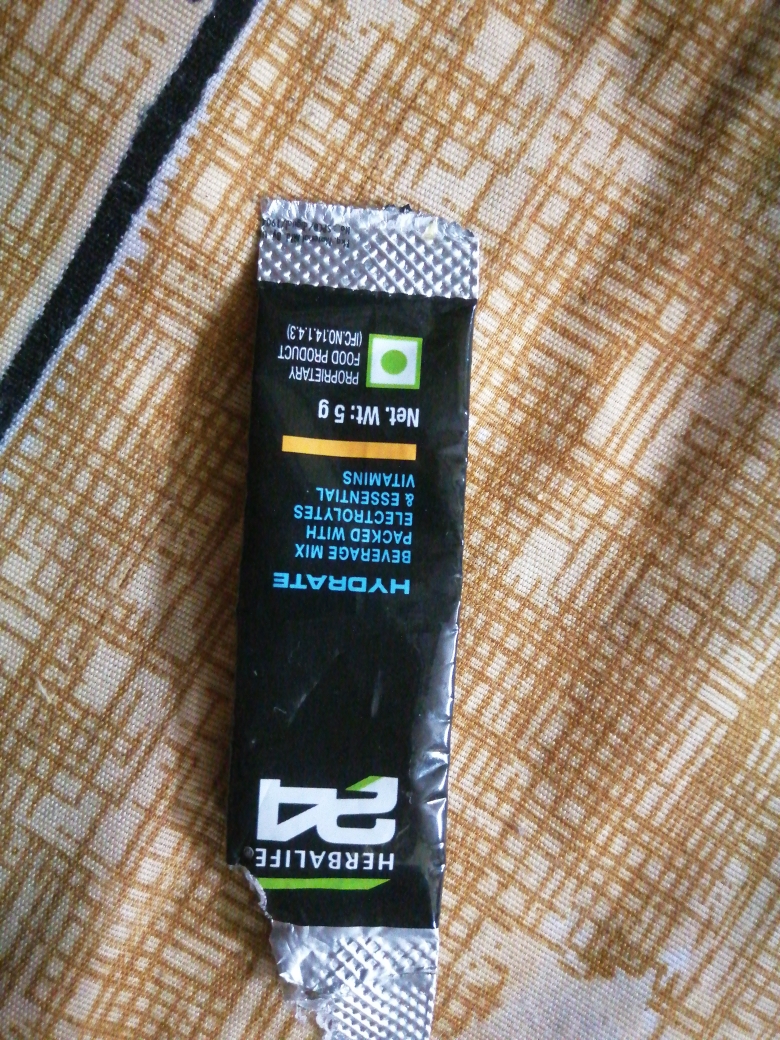 HERBALIFE
24
HYDRATE
BEVERAGE MIX
PACKED WITH
ELECTROLYTES
& ESSENTIAL
VITAMINS
Net. Wt: 5 g
PROPRIETARY
FOOD PRODUCT
(IFC.NO.14.1.4.3)